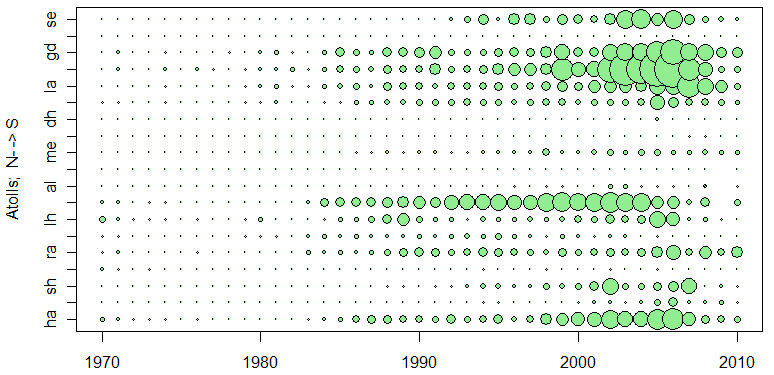 Atolls; N--> S
se
gd
la
dh
me
al
lh
ra
sh
ha
1970 1980 1990 2000 2010